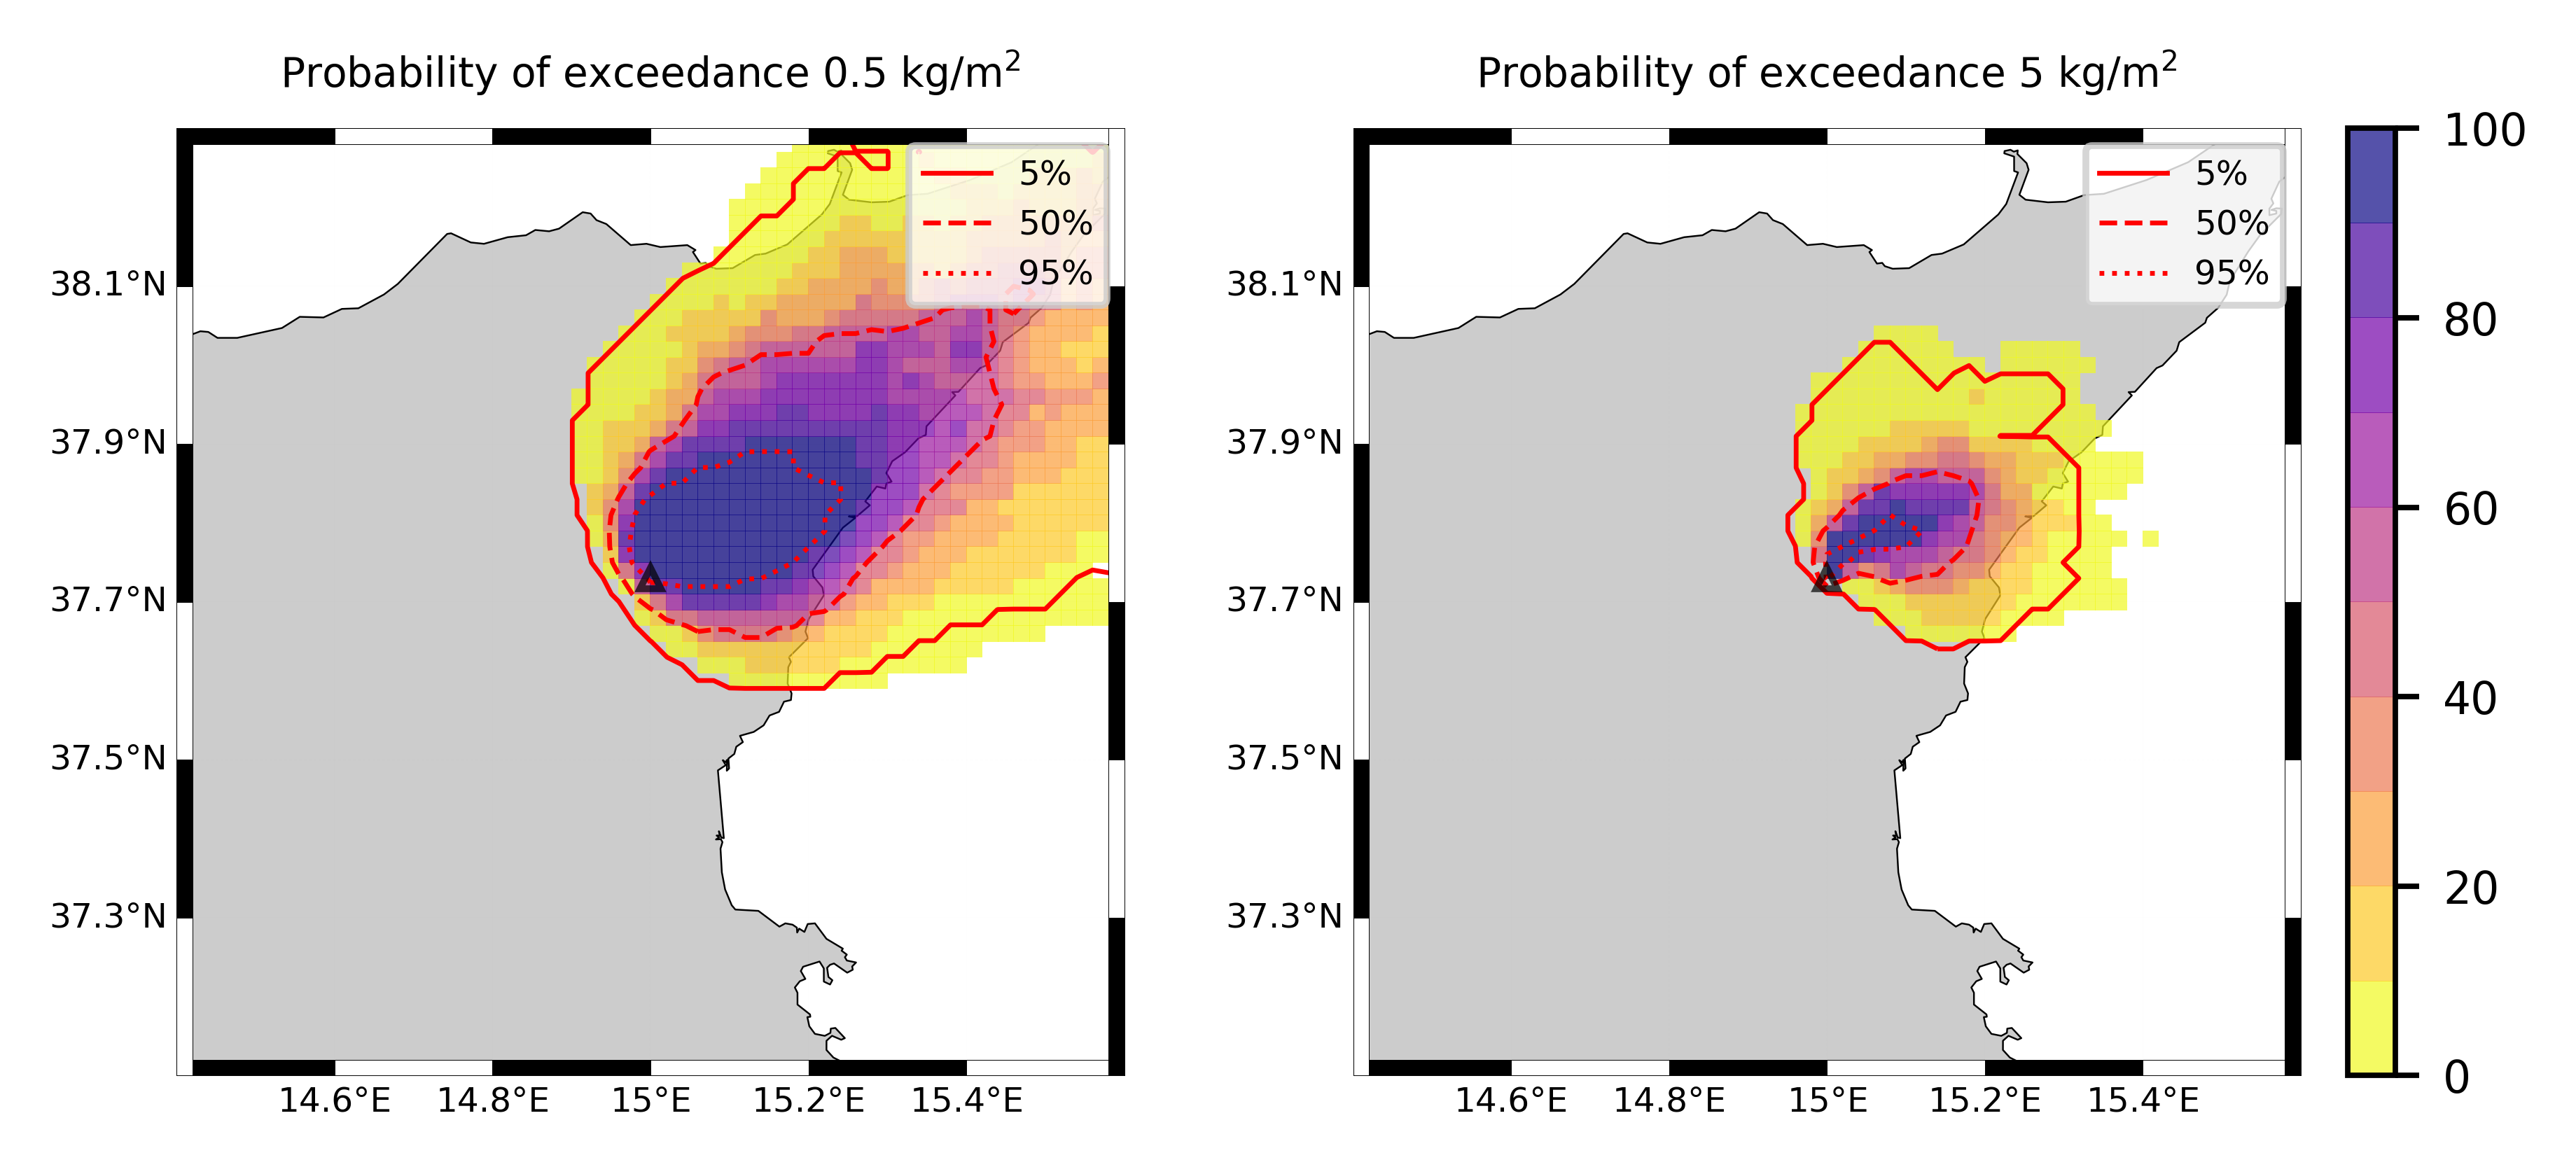 Probability of exceedance 0.5 kg/m²
5%
50%
95%
38.1°N
37.9°N
37.7°N
37.5°N
37.3°N
14.6°E 14.8°E 15°E 15.2°E 15.4°E
Probability of exceedance 5 kg/m²
5%
50%
95%
38.1°N
37.9°N
37.7°N
37.5°N
37.3°N
14.6°E 14.8°E 15°E 15.2°E 15.4°E
100
80
60
40
20
0